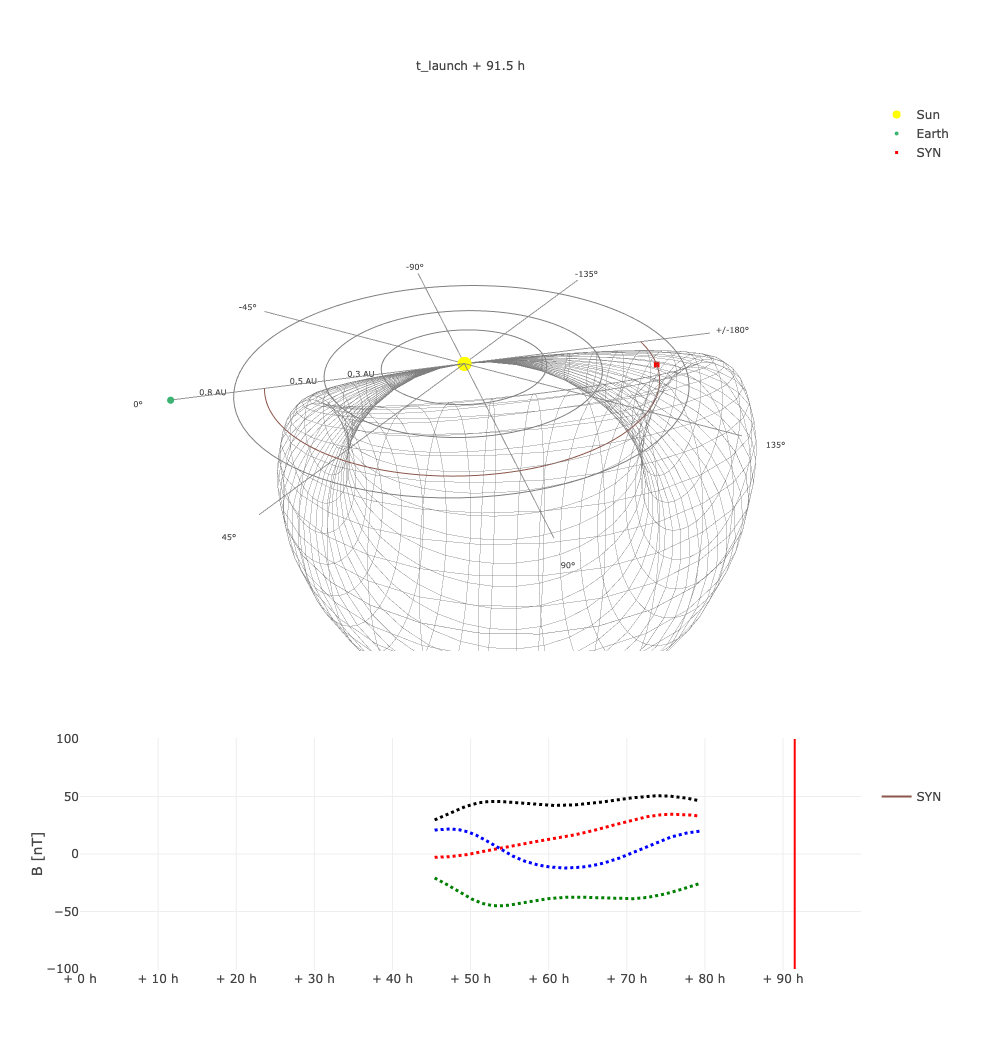 t_launch + 91.5 h
Sun
Earth
SYN
-90°
-135°
-45°
+/-180°
0.3 AU
0.5 AU
0.8 AU
0°
135°
45°
90°
100
50
SYN
0
−50
−100
B [nT]
+ 0 h + 10 h + 20 h + 30 h + 40 h + 50 h + 60 h + 70 h + 80 h + 90 h